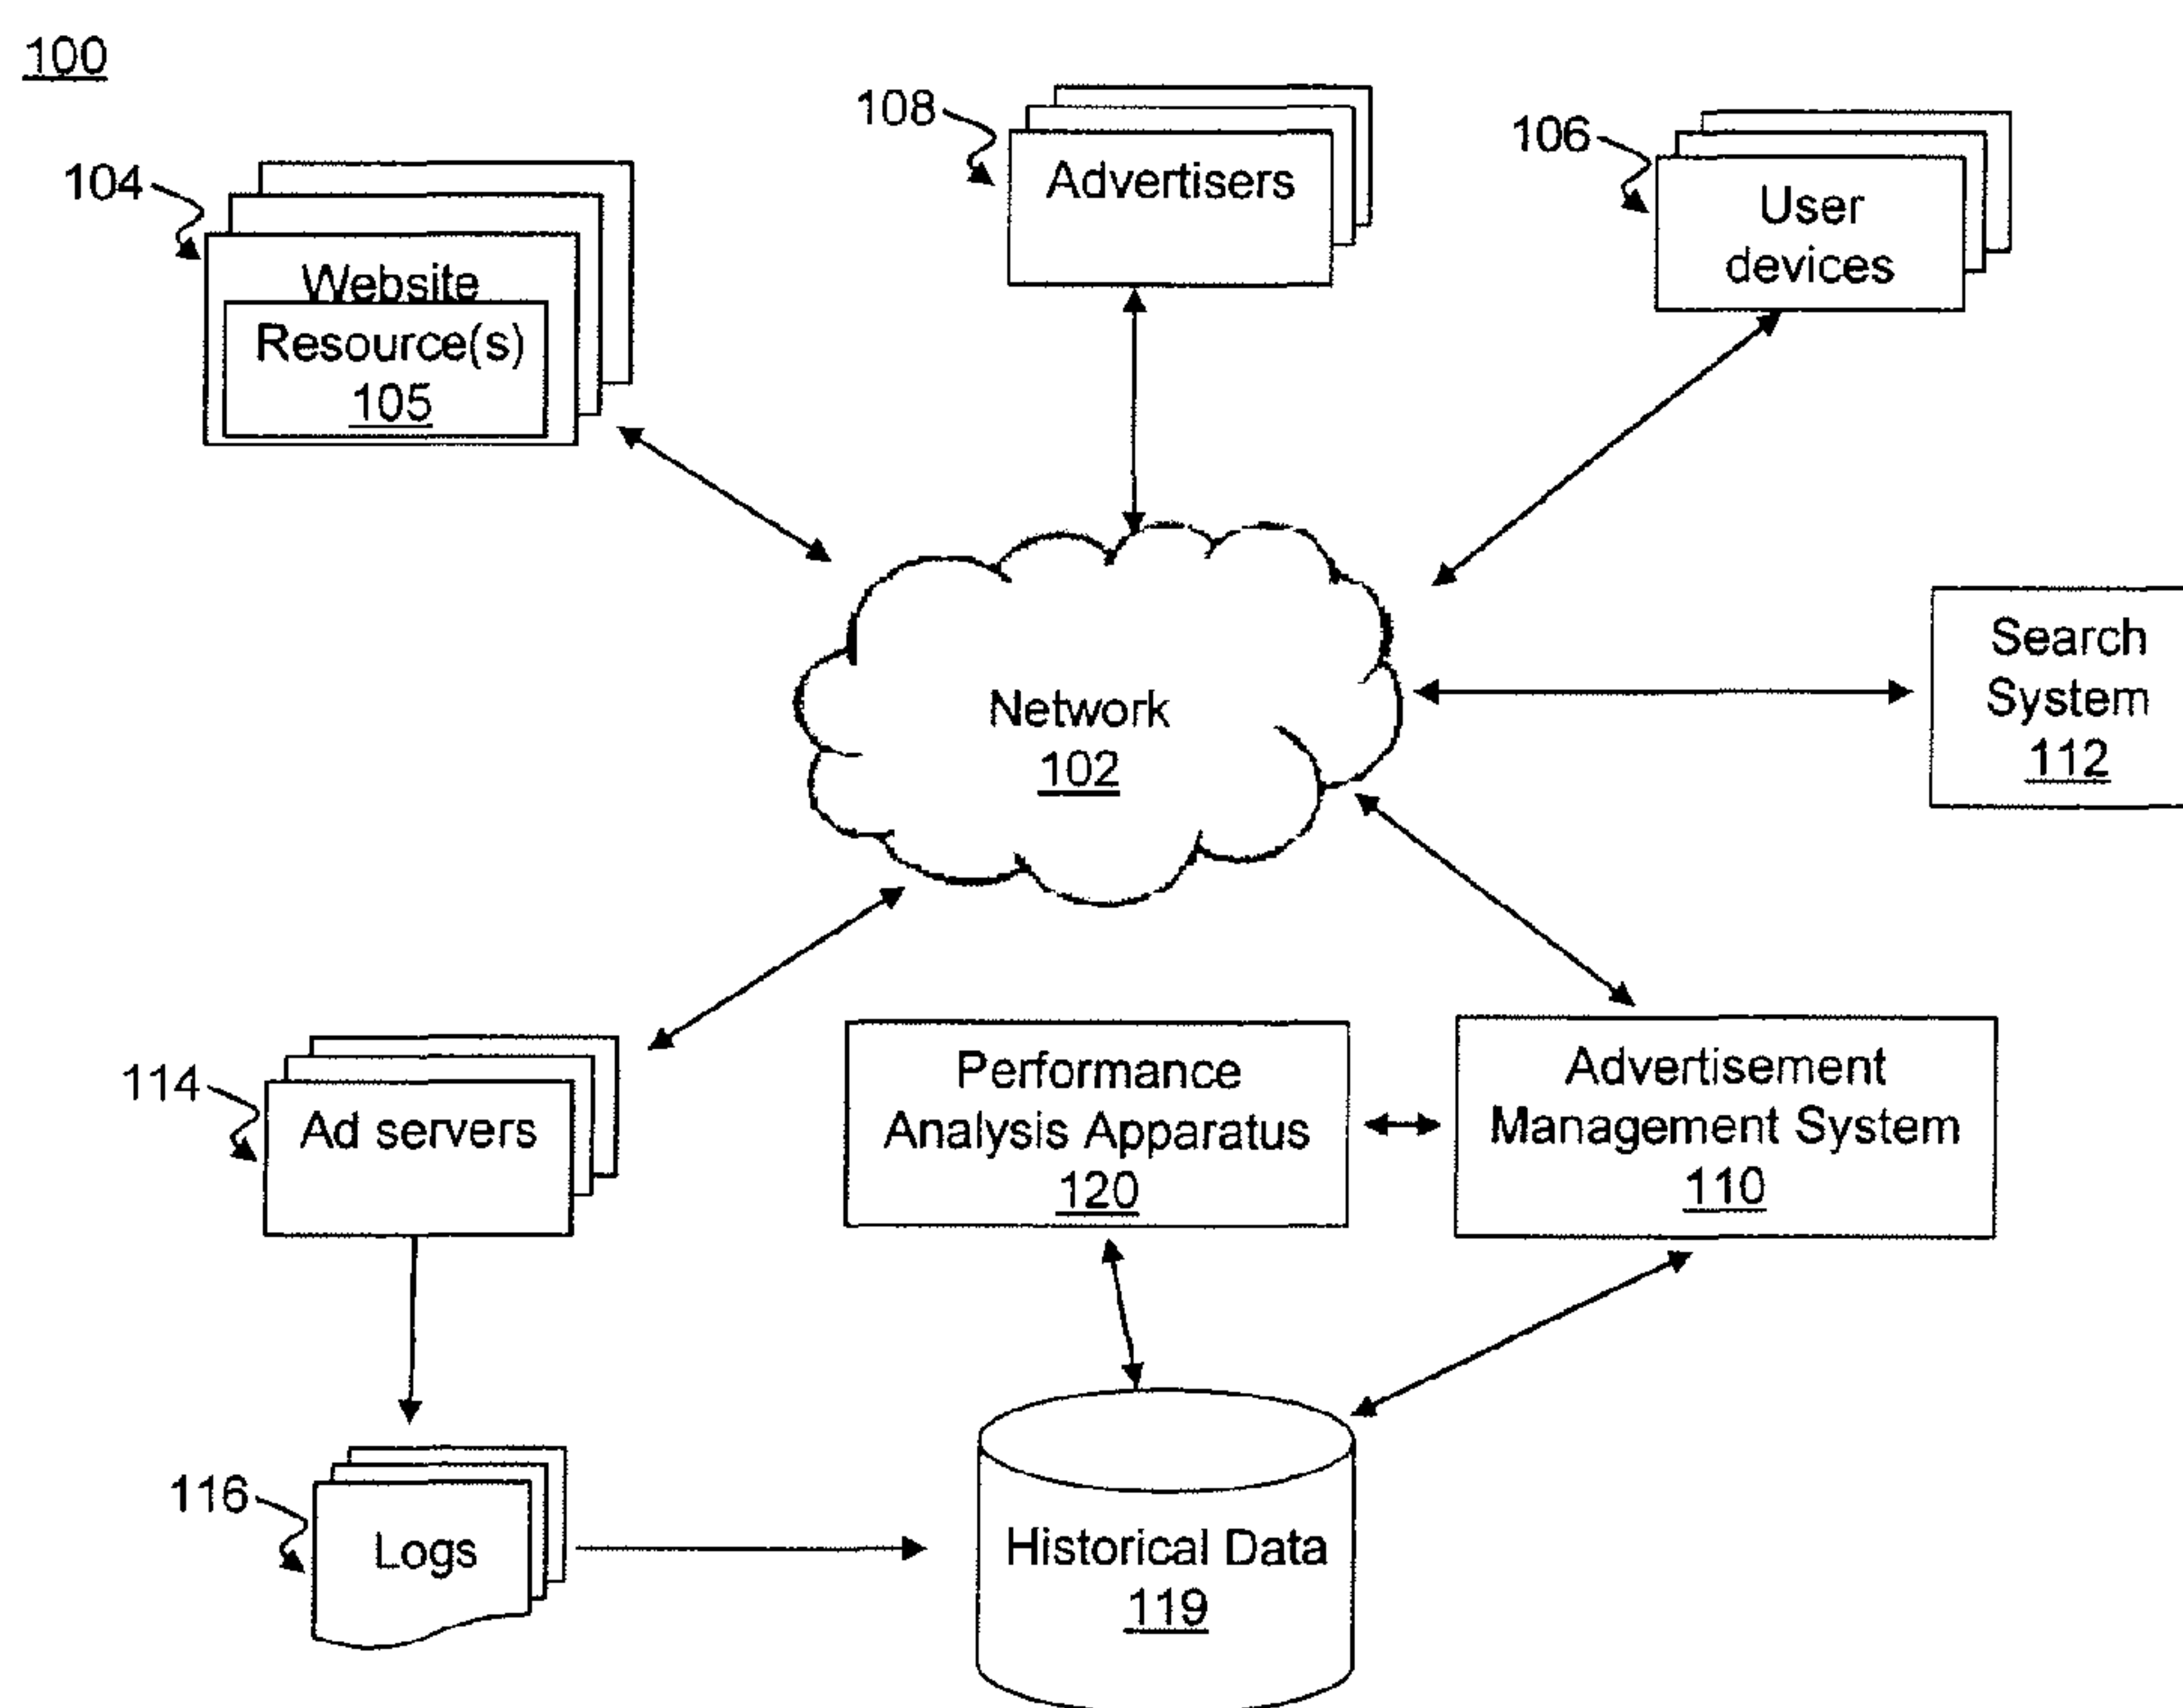 100
108
Advertisers
106
User
devices
104
Website
Resource(s)
105
Search
System
112
Network
102
114
Ad servers
Performance
Analysis Apparatus
120
Advertisement
Management System
110
116
Logs
Historical Data
119